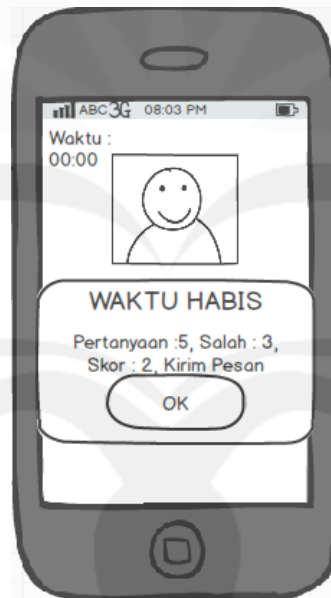 ABC 3G 08:03 PM
Waktu :
00:00
WAKTU HABIS
Pertanyaan :5, Salah : 3,
Skor : 2, Kirim Pesan
OK